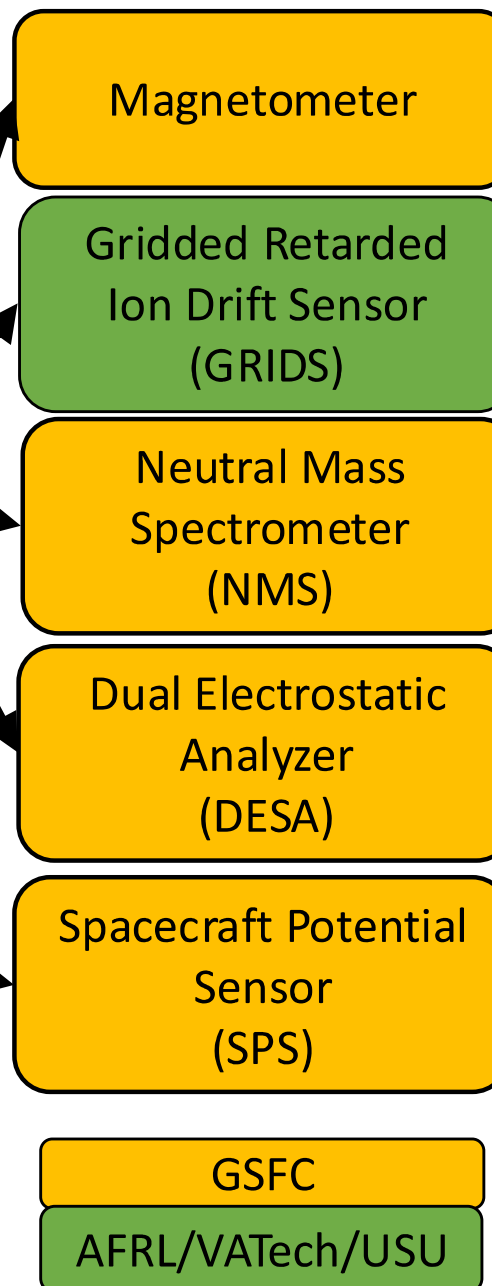 Magnetometer
Gridded Retarded
Ion Drift Sensor
(GRIDS)
Neutral Mass
Spectrometer
(NMS)
Dual Electrostatic
Analyzer
(DESA)
Spacecraft Potential
Sensor
(SPS)
GSFC
AFRL/VATech/USU